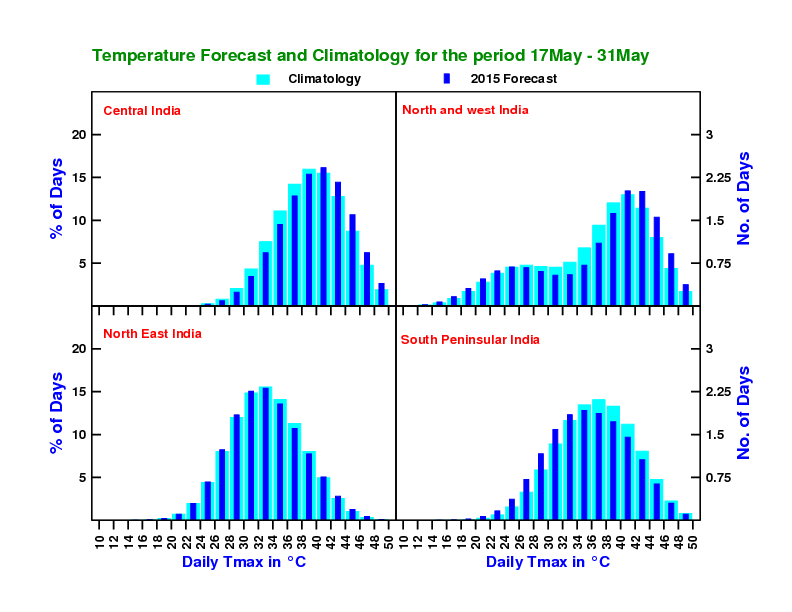 Temperature Forecast and Climatology for the period 17May - 31May
Climatology 2015 Forecast
Central India
North and west India
20 15 10 5
% of Days
3 2.25 1.5 0.75
No. of Days
North East India
South Peninsular India
20 15 10 5
% of Days
3 2.25 1.5 0.75
No. of Days
10 12 14 16 18 20 22 24 26 28 30 32 34 36 38 40 42 44 46 48 50
10 12 14 16 18 20 22 24 26 28 30 32 34 36 38 40 42 44 46 48 50
Daily Tmax in °C
Daily Tmax in °C